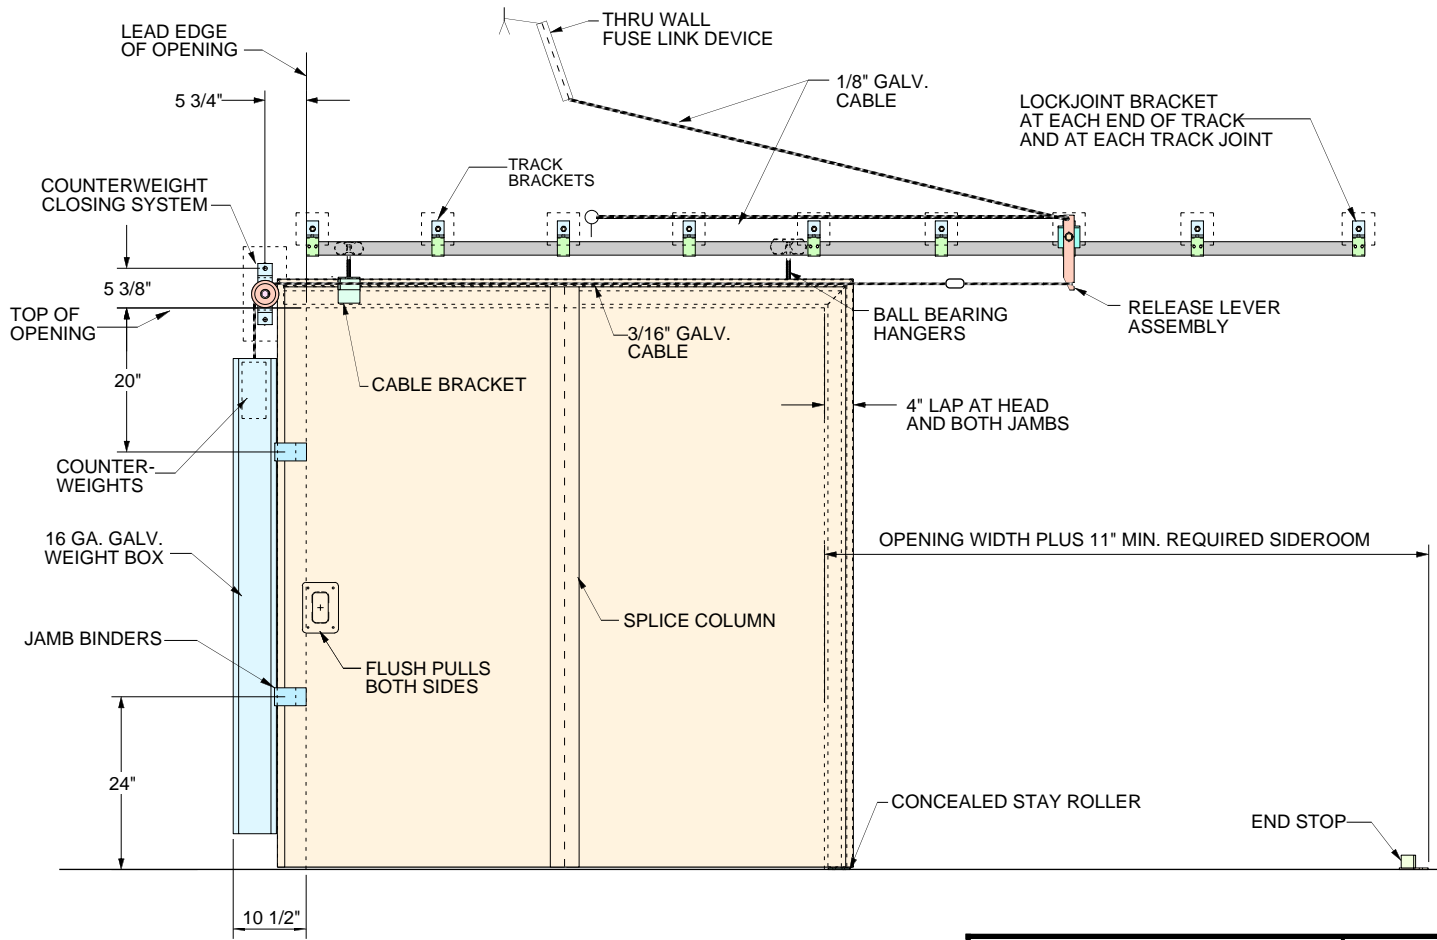 LEAD EDGE
OF OPENING
THRU WALL
FUSE LINK DEVICE
5 3/4"
1/8" GALV.
CABLE
LOCKJOINT BRACKET
AT EACH END OF TRACK
AND AT EACH TRACK JOINT
TRACK
BRACKETS
COUNTERWEIGHT
CLOSING SYSTEM
5 3/8"
TOP OF
OPENING
BALL BEARING
HANGERS
RELEASE LEVER
ASSEMBLY
3/16" GALV.
CABLE
20"
CABLE BRACKET
4" LAP AT HEAD
AND BOTH JAMBS
COUNTER-
WEIGHTS
16 GA. GALV.
WEIGHT BOX
OPENING WIDTH PLUS 11" MIN. REQUIRED SIDEROOM
SPLICE COLUMN
JAMB BINDERS
FLUSH PULLS
BOTH SIDES
24"
CONCEALED STAY ROLLER
END STOP
10 1/2"